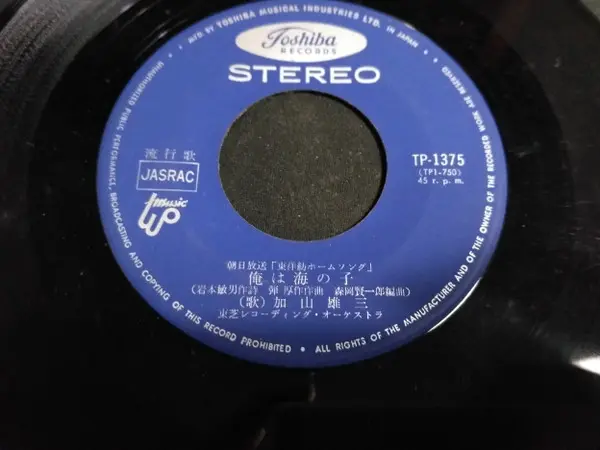 MFD. BY TOSHIBA MUSICAL INDUSTRIES LTD. IN JAPAN
Toshiba
RECORDS
STEREO
流行歌
JASRAC
music
TP-1375
(TP1-750)
45 r.p.m.
朝日放送「東洋紡ホームソング」
俺は海の子
(岩本敏男作詩 弾 厚作作曲 森岡賢一郎編曲)
(歌)加山雄三
東芝レコーディング・オーケストラ
• ALL RIGHTS OF THE MANUFACTURER AND OF THE OWNER OF THE RECORDED WORK ARE RESERVED
UNAUTHORIZED PUBLIC PERFORMANCE, BROADCASTING AND COPYING OF THIS RECORD PROHIBITED •